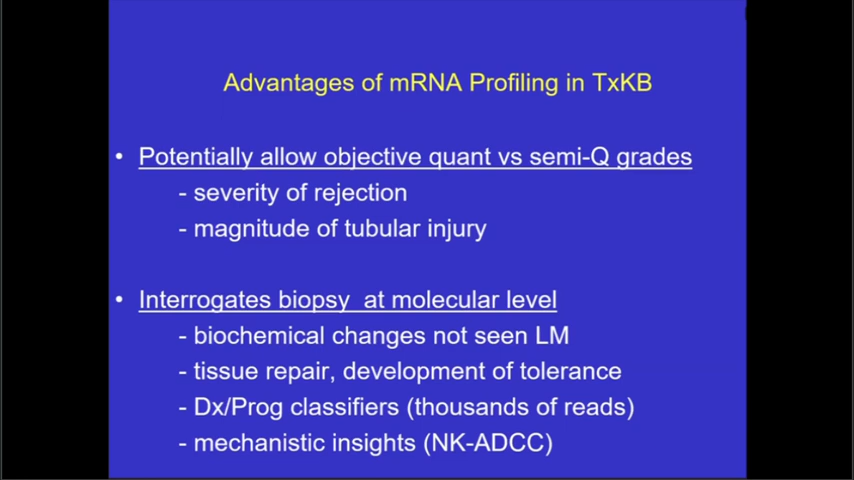 Advantages of mRNA Profiling in TxKB
• Potentially allow objective quant vs semi-Q grades
- severity of rejection
- magnitude of tubular injury
• Interrogates biopsy at molecular level
- biochemical changes not seen LM
- tissue repair, development of tolerance
- Dx/Prog classifiers (thousands of reads)
- mechanistic insights (NK-ADCC)